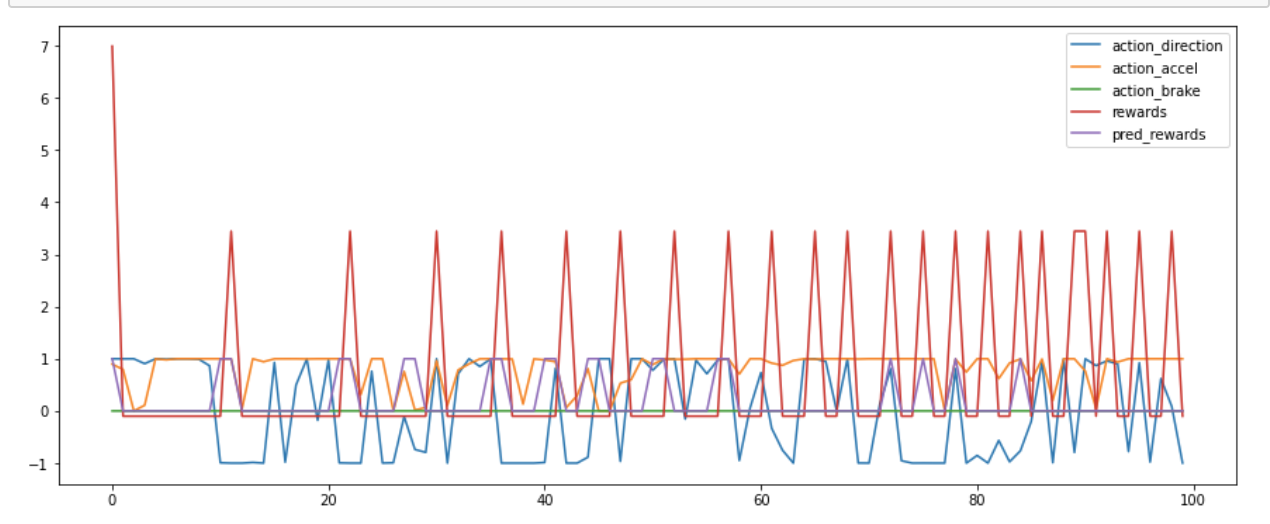 action_direction
action_accel
action_brake
rewards
pred_rewards
7
6
5
4
3
2
1
0
−1
0 20 40 60 80 100